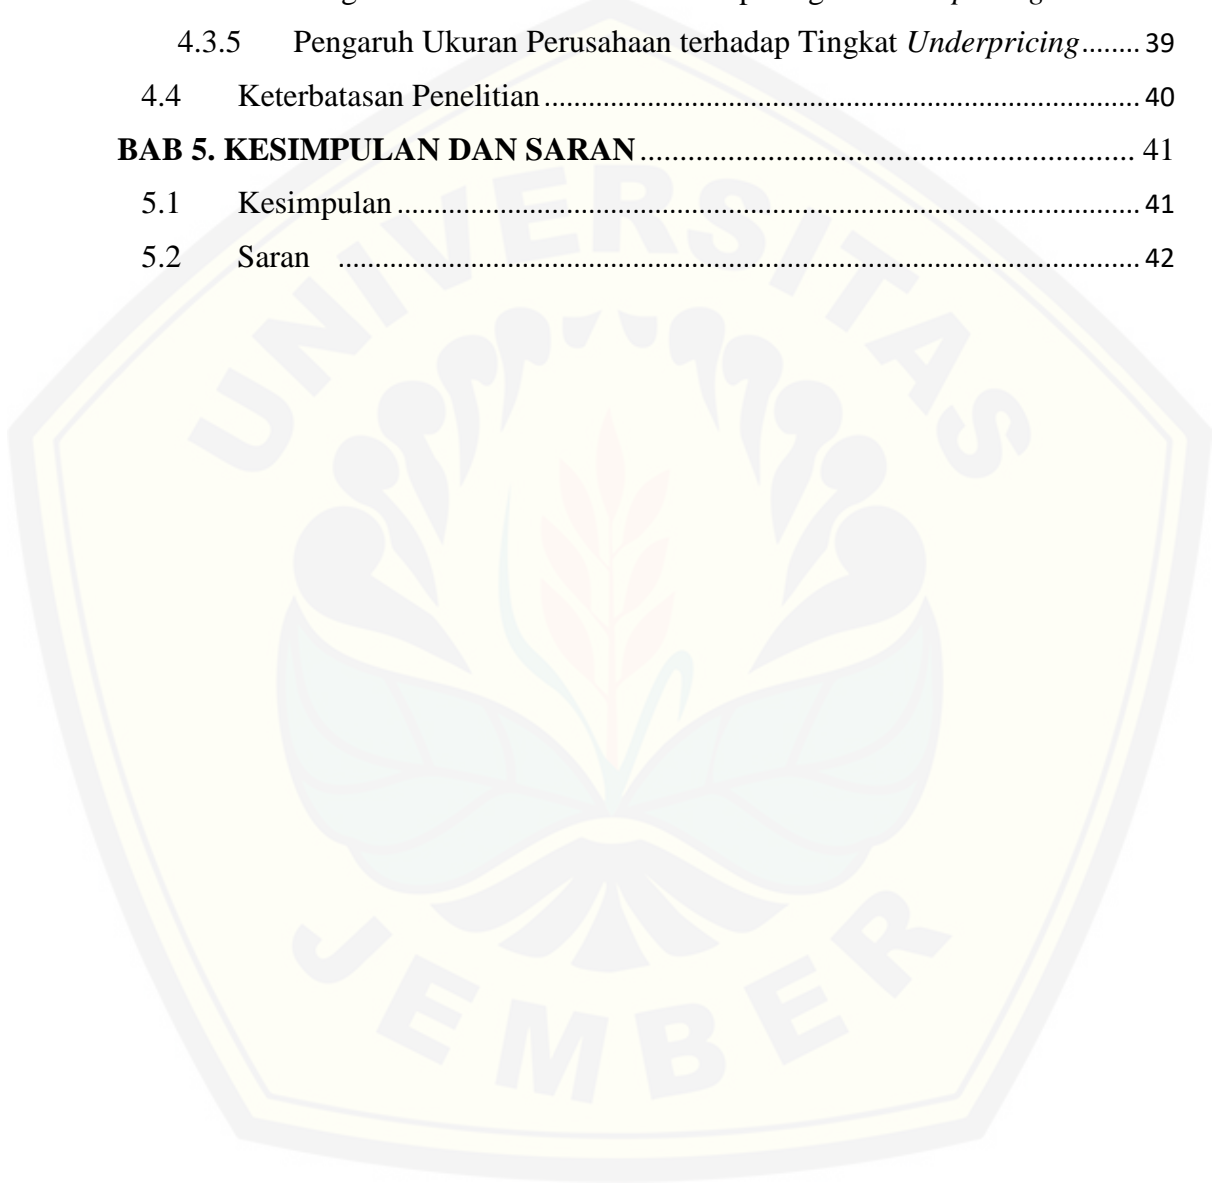 4.3.5 Pengaruh Ukuran Perusahaan terhadap Tingkat Underpricing....... 39
4.4 Keterbatasan Penelitian.......................................................................... 40
BAB 5. KESIMPULAN DAN SARAN............................................................. 41
5.1 Kesimpulan............................................................................................ 41
5.2 Saran .................................................................................................... 42
UNIVERSITAS
JEMBER